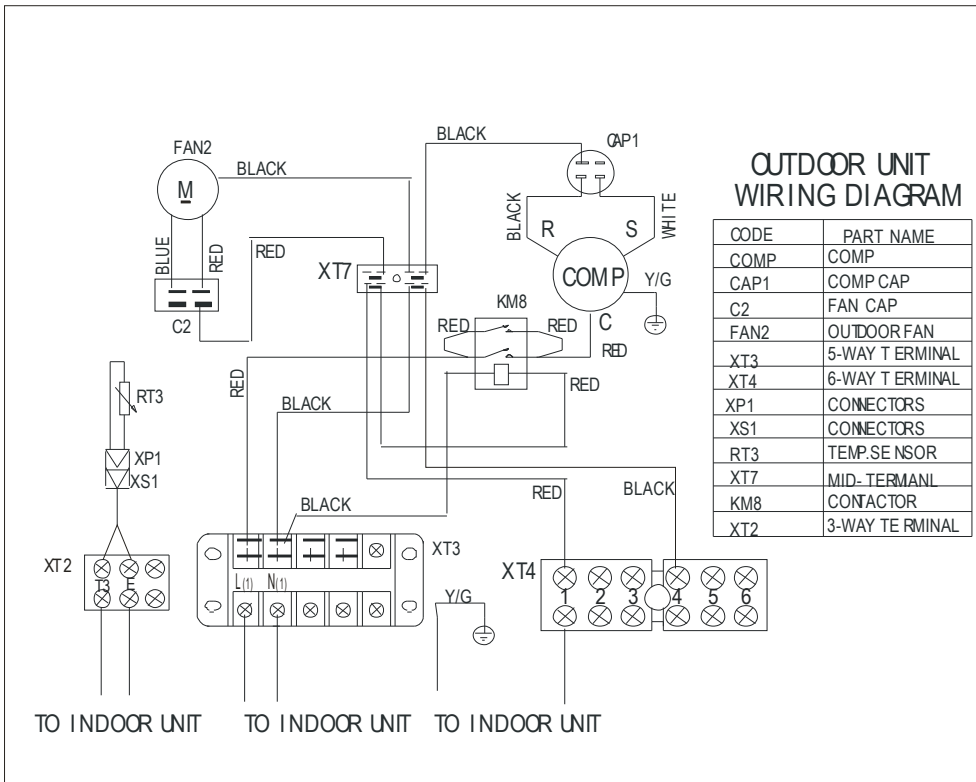 BLACK
CAP1
FAN2
BLACK
M
OUTDOOR UNIT
WIRING DIAGRAM
BLACK
R
S
WHITE
BLUE
RED
RED
XT7
COMP
Y/G
C2
KM8
RED
RED
C
RED
RED
RED
BLACK
RT3
XP1
XS1
CODE PART NAME
COMP COMP
CAP1 COMP CAP
C2 FAN CAP
FAN2 OUTDOOR FAN
XT3 5-WAY TERMINAL
XT4 6-WAY TERMINAL
XP1 CONNECTORS
XS1 CONNECTORS
RT3 TEMP.SENSOR
XT7 MID-TERMANL
KM8 CONTACTOR
XT2 3-WAY TERMINAL
RED
BLACK
BLACK
XT2
T3 E
XT3
L(1) N(1)
Y/G
XT4
1 2 3 4 5 6
TO INDOOR UNIT
TO INDOOR UNIT
TO INDOOR UNIT